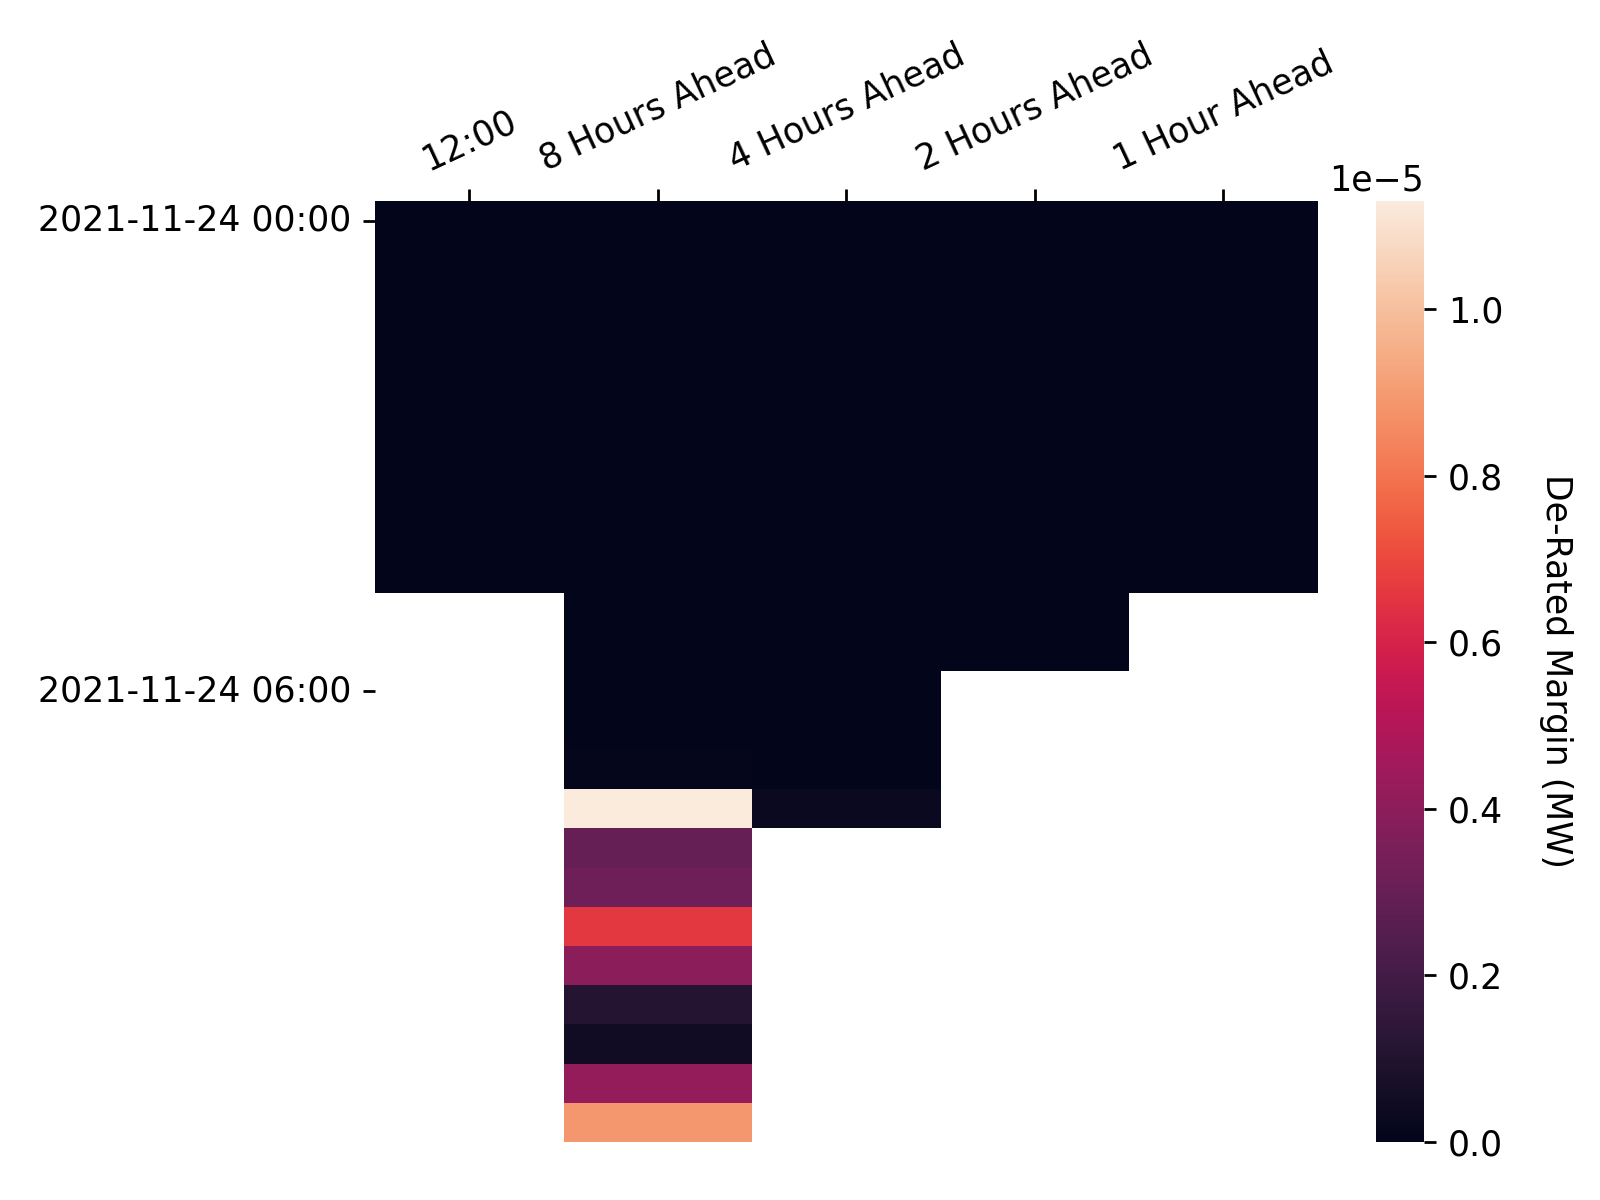 12:00
8 Hours Ahead
4 Hours Ahead
2 Hours Ahead
1 Hour Ahead
2021-11-24 00:00
2021-11-24 06:00
1e−5
1.0
0.8
0.6
0.4
0.2
0.0
De-Rated Margin (MW)